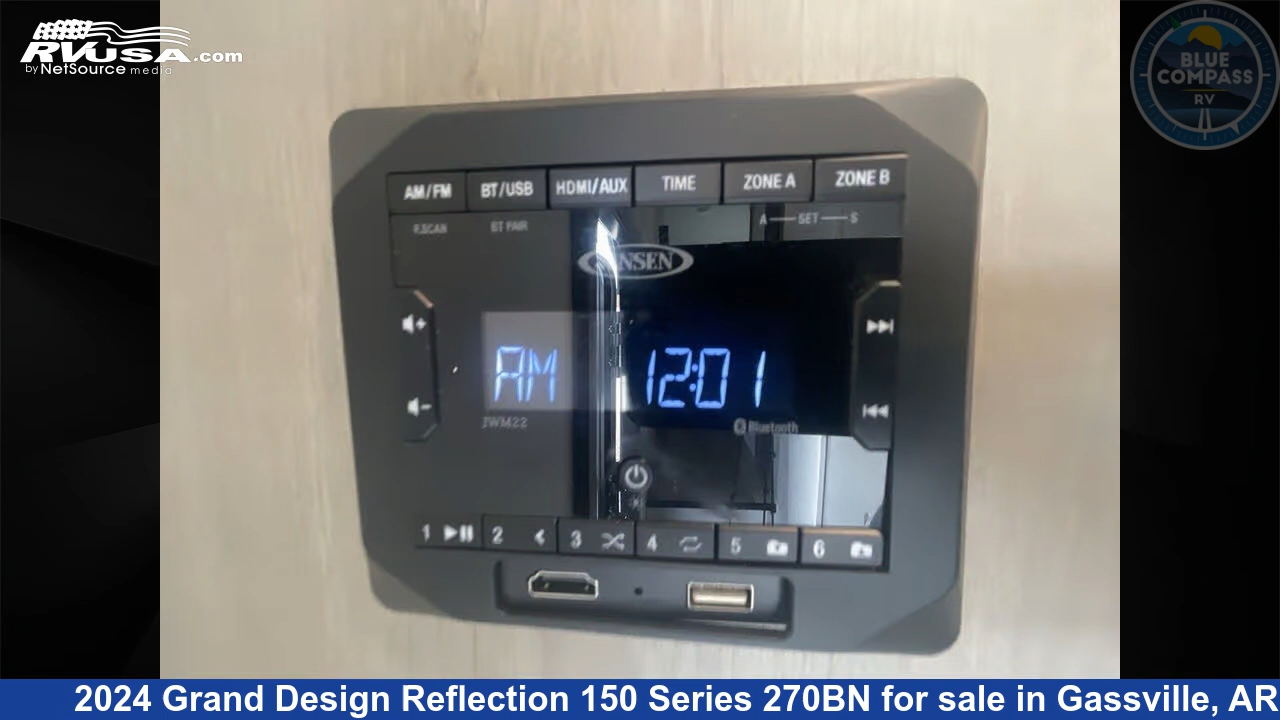 RVUSA.com
by NetSource media
BLUE
COMPASS
RV
AM/FM BT/USB HDMI/AUX TIME ZONE A ZONE B
BT PAIR A SET
AM 12:01
JWM22
Bluetooth
1 2 3 4 5 6
2024 Grand Design Reflection 150 Series 270BN for sale in Gassville, AR